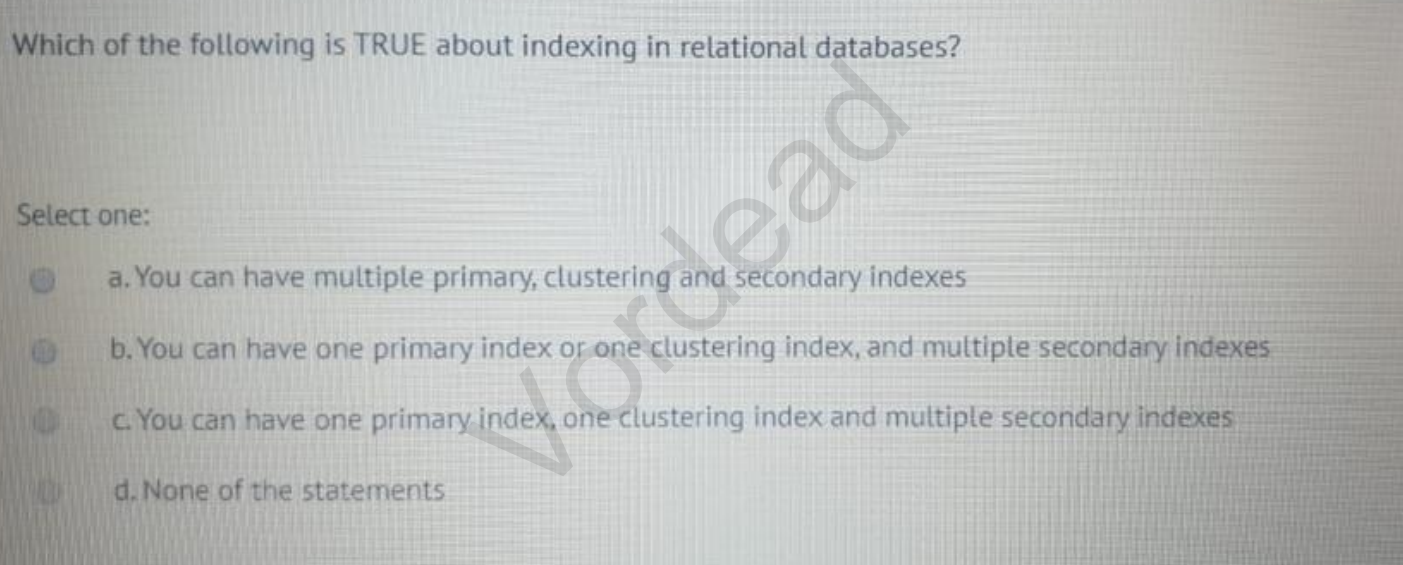 Which of the following is TRUE about indexing in relational databases?
Select one:
a. You can have multiple primary, clustering and secondary indexes
b. You can have one primary index or one clustering index, and multiple secondary indexes
c. You can have one primary index, one clustering index and multiple secondary indexes
d. None of the statements
Vordead